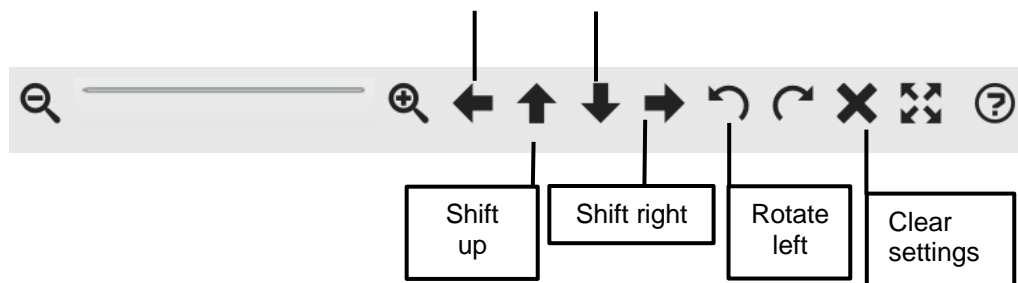 Shift
up
Shift right
Rotate
left
Clear
settings